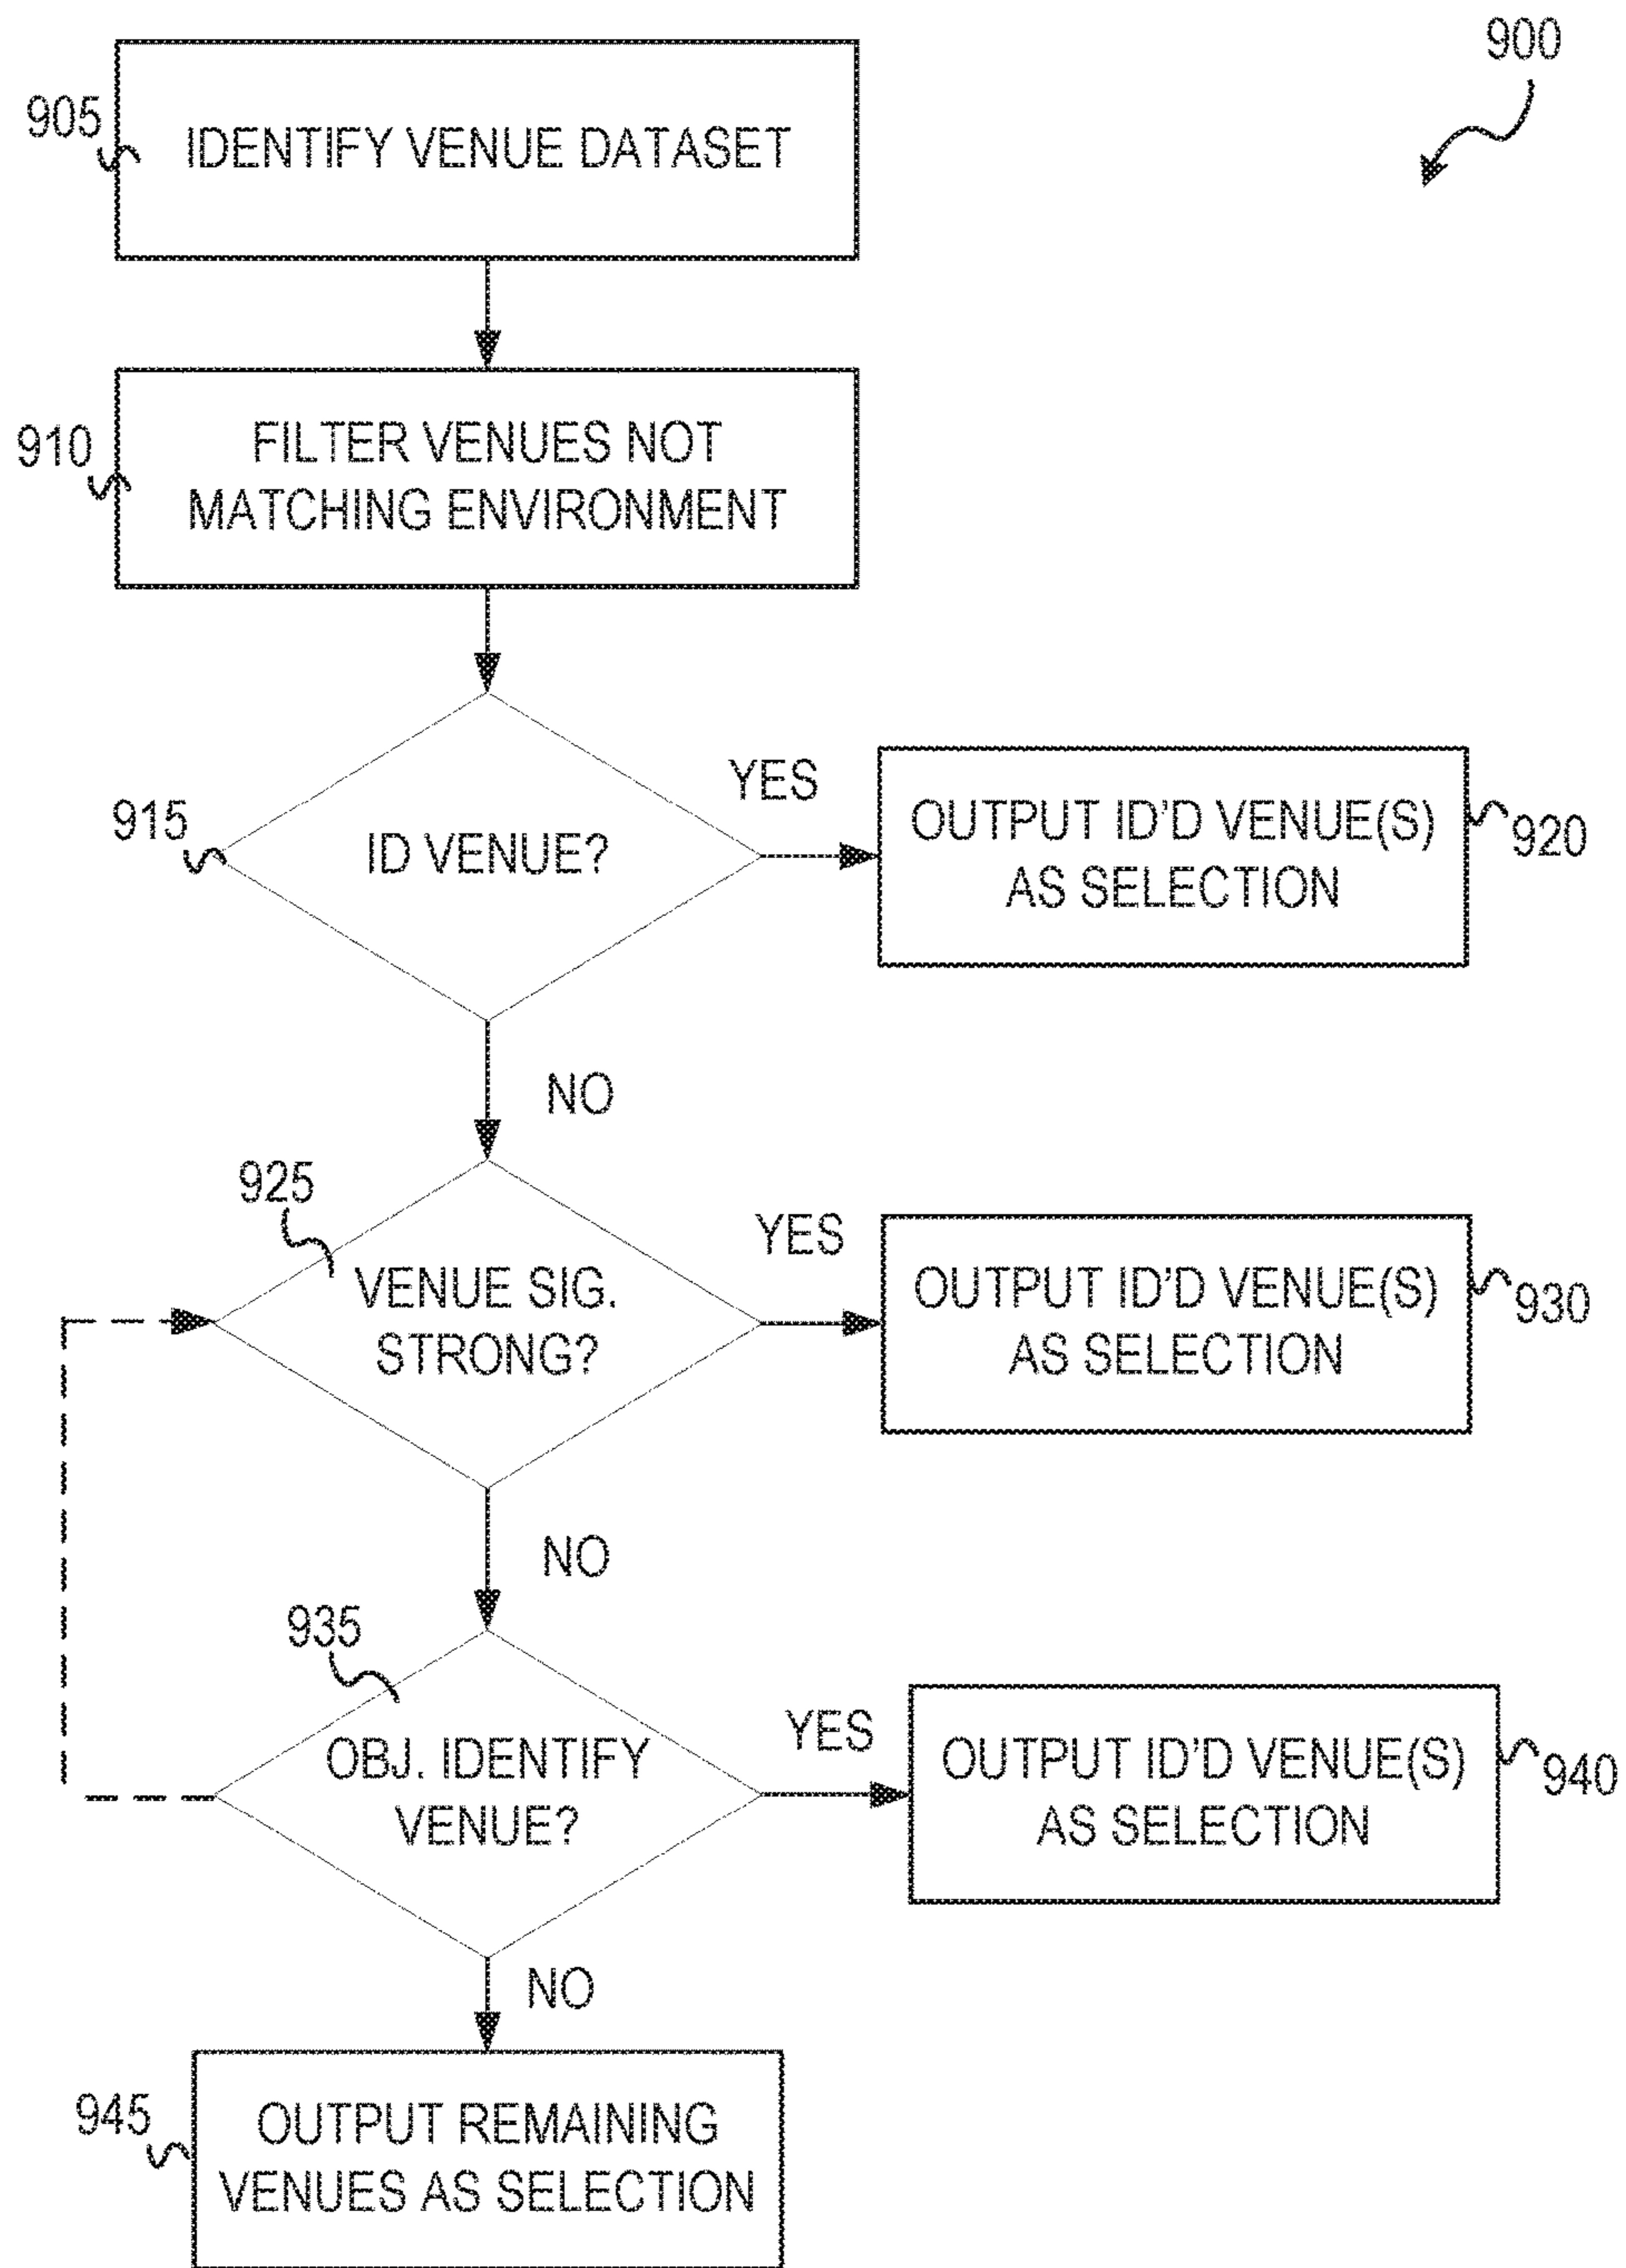 900
905
IDENTIFY VENUE DATASET
910
FILTER VENUES NOT
MATCHING ENVIRONMENT
915
ID VENUE?
YES
OUTPUT ID'D VENUE(S)
AS SELECTION
920
NO
925
VENUE SIG.
STRONG?
YES
OUTPUT ID'D VENUE(S)
AS SELECTION
930
NO
935
OBJ. IDENTIFY
VENUE?
YES
OUTPUT ID'D VENUE(S)
AS SELECTION
940
NO
945
OUTPUT REMAINING
VENUES AS SELECTION